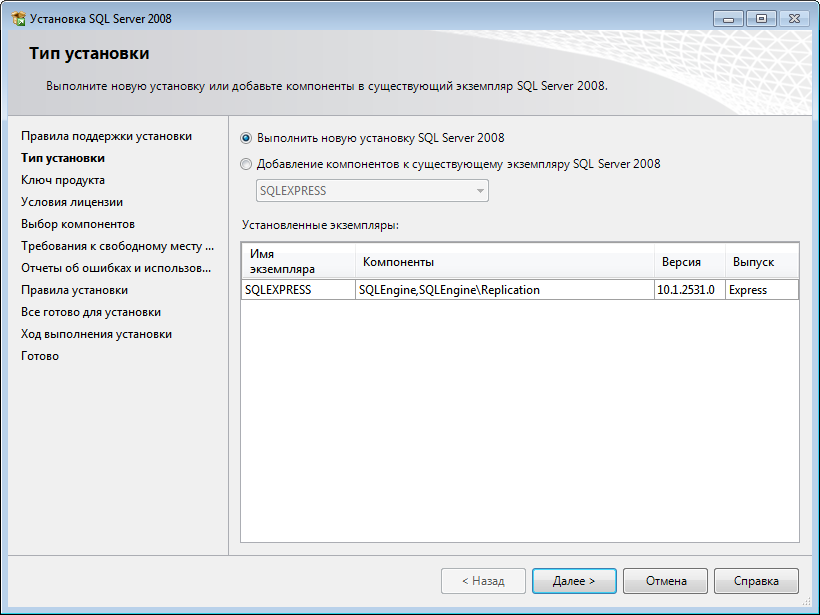 Установка SQL Server 2008
Тип установки
Выполните новую установку или добавьте компоненты в существующий экземпляр SQL Server 2008.
Правила поддержки установки
Тип установки
Ключ продукта
Условия лицензии
Выбор компонентов
Требования к свободному месту ...
Отчеты об ошибках и использов...
Правила установки
Все готово для установки
Ход выполнения установки
Готово
Выполнить новую установку SQL Server 2008
Добавление компонентов к существующему экземпляру SQL Server 2008
SQLEXPRESS
Установленные экземпляры:
Имя экземпляра Компоненты Версия Выпуск
SQLEXPRESS SQLEngine,SQLEngine\Replication 10.1.2531.0 Express
< Назад Далее > Отмена Справка